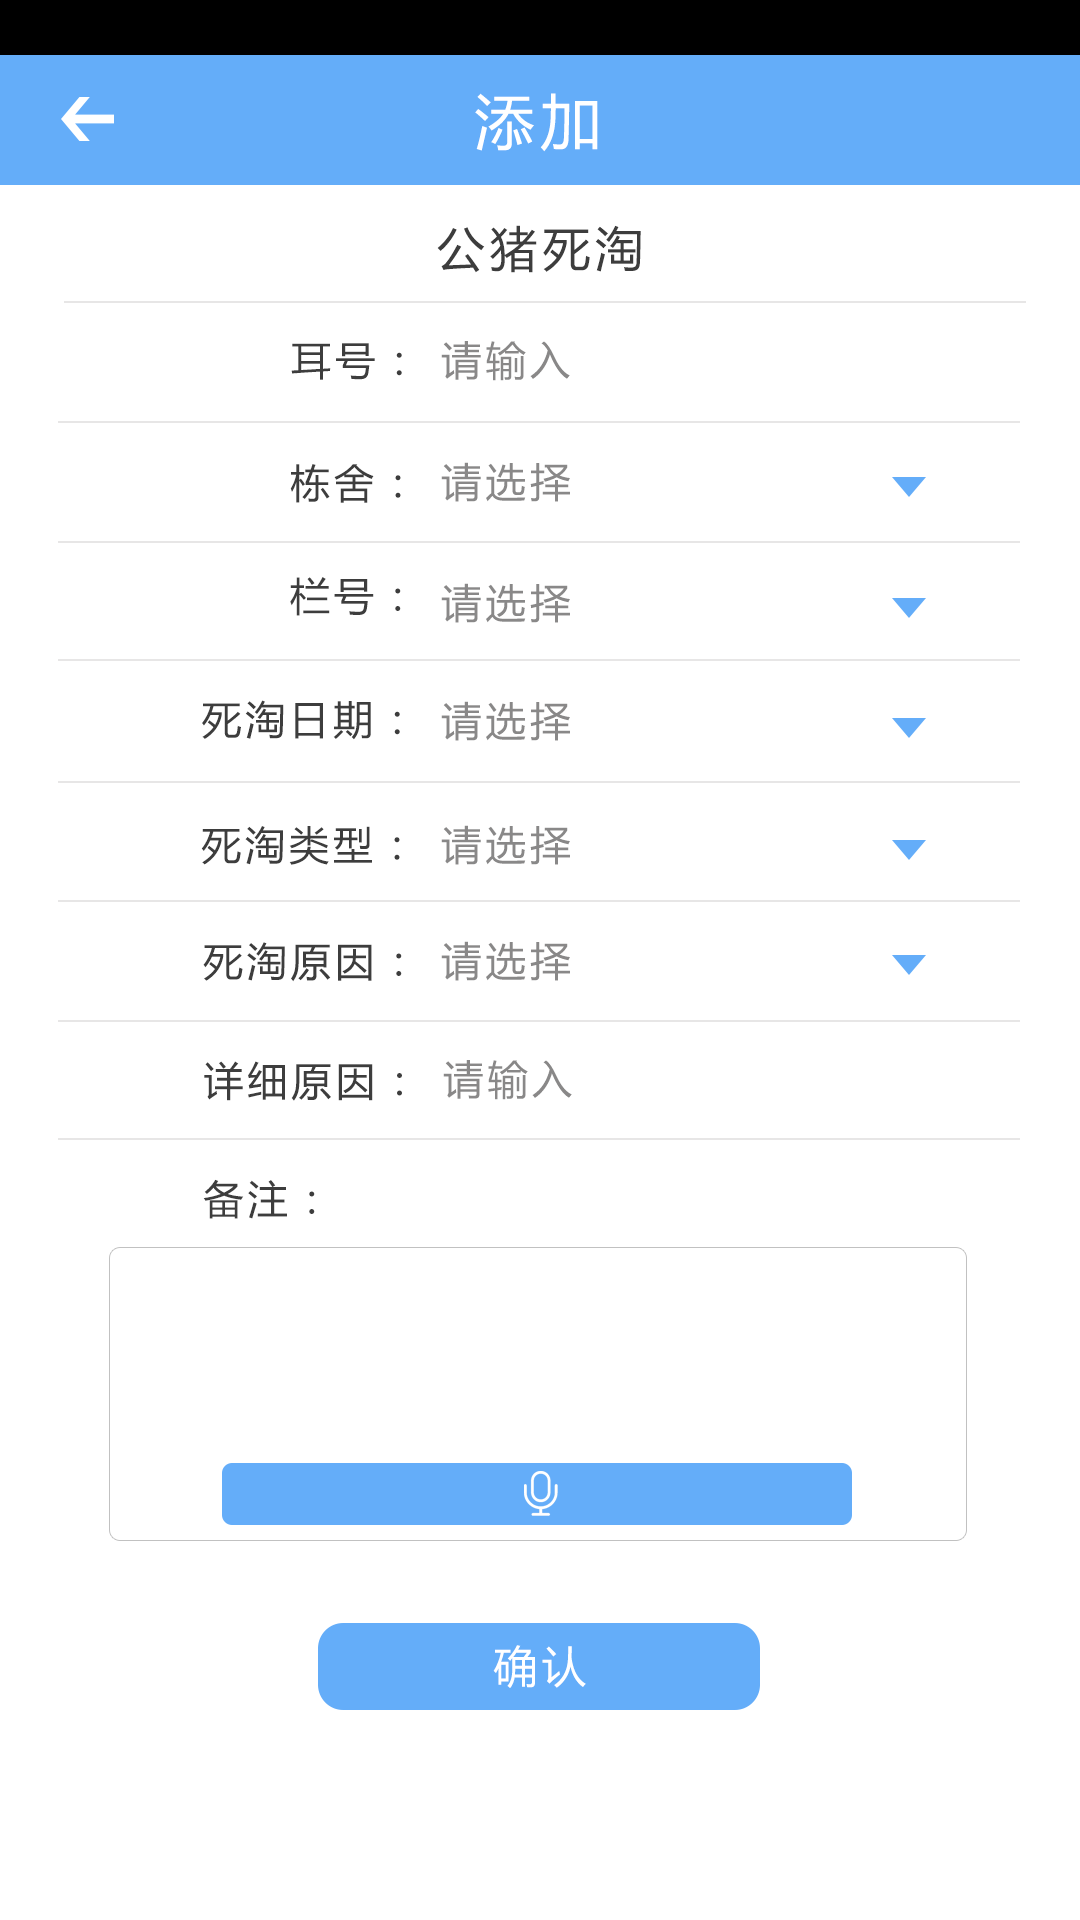 添加
公猪死淘
耳号： 请输入
栋舍： 请选择
栏号： 请选择
死淘日期： 请选择
死淘类型： 请选择
死淘原因： 请选择
详细原因： 请输入
备注：
确认